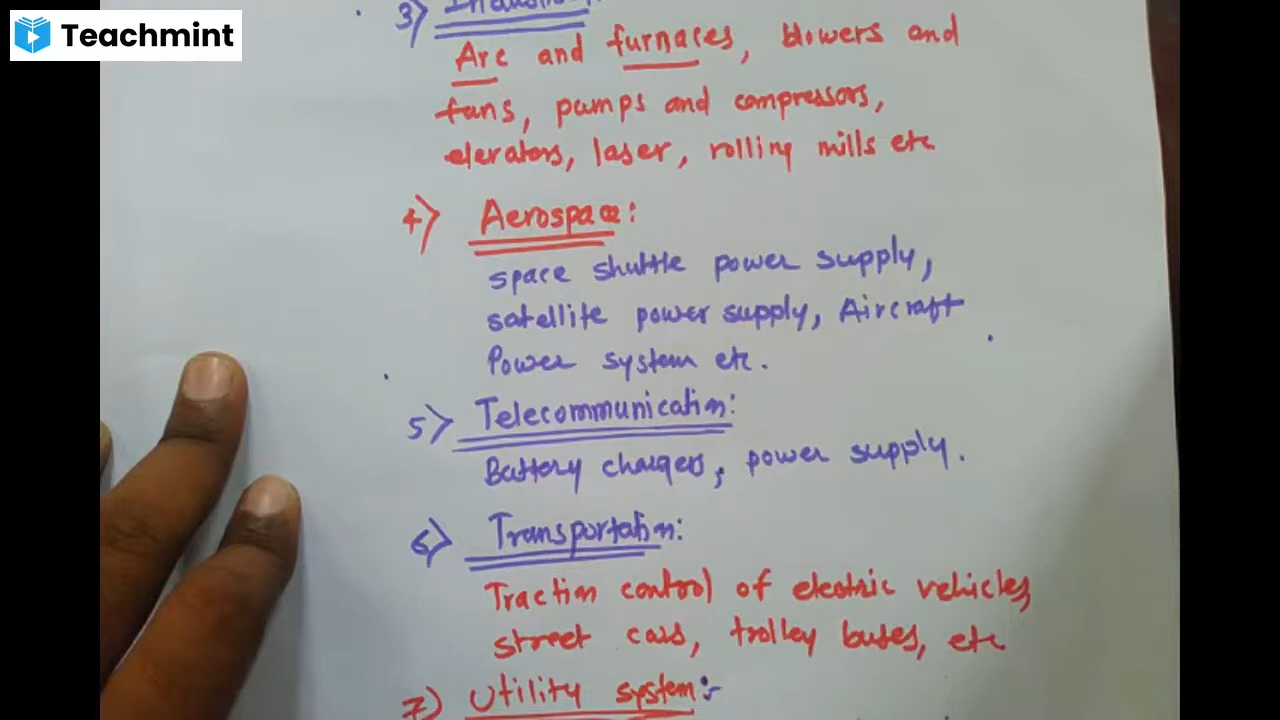 Teachmint
3)
Arc and furnaces, blowers and
fans, pumps and compressors,
elevators, laser, rolling mills etc
4) Aerospace:
space shuttle power supply,
satellite power supply, Aircraft
Power system etc.
5) Telecommunication:
Battery chargers, power supply.
6) Transportation:
Traction control of electric vehicles
street cars, trolley buses, etc
7) Utility system:-